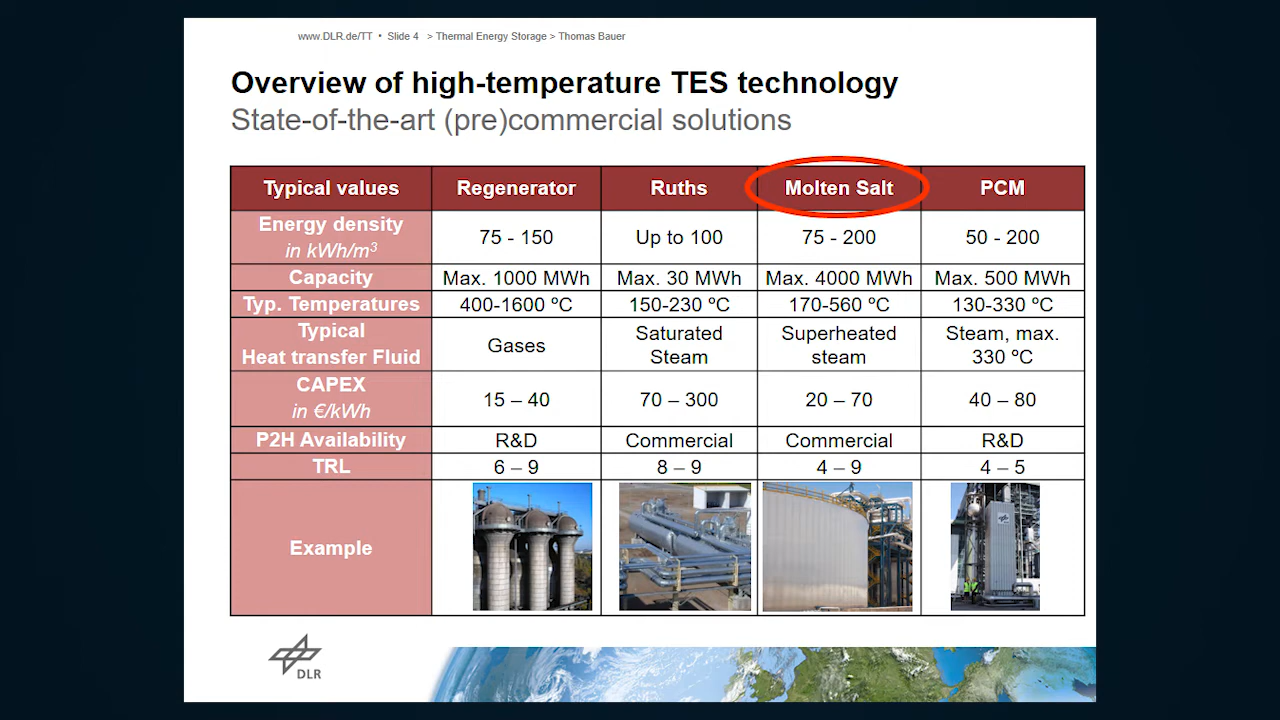 www.DLR.de/TT • Slide 4 > Thermal Energy Storage > Thomas Bauer
Overview of high-temperature TES technology
State-of-the-art (pre)commercial solutions
Typical values Regenerator Ruths Molten Salt PCM
Energy density
in kWh/m³ 75 - 150 Up to 100 75 - 200 50 - 200
Capacity Max. 1000 MWh Max. 30 MWh Max. 4000 MWh Max. 500 MWh
Typ. Temperatures 400-1600 ºC 150-230 ºC 170-560 ºC 130-330 ºC
Typical Saturated Superheated Steam, max.
Heat transfer Fluid Gases Steam steam 330 ºC
CAPEX
in €/kWh 15 – 40 70 – 300 20 – 70 40 – 80
P2H Availability R&D Commercial Commercial R&D
TRL 6 – 9 8 – 9 4 – 9 4 – 5
Example
DLR